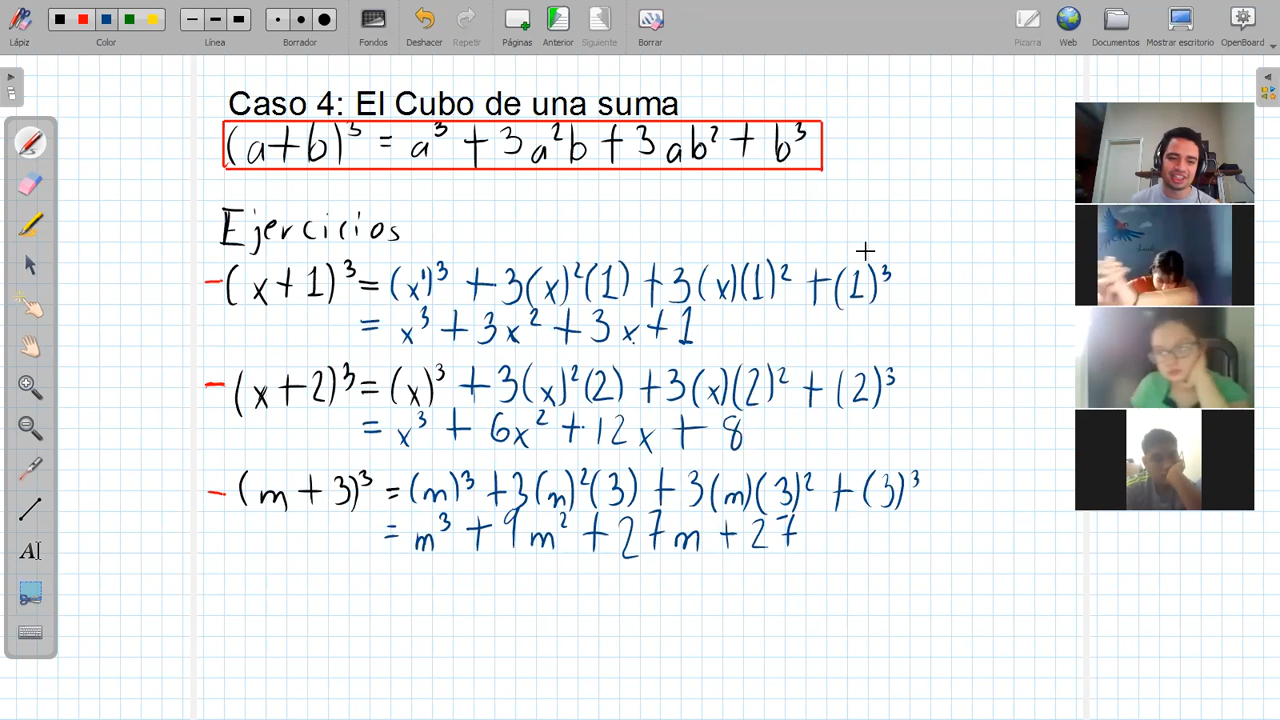 Lápiz Color Línea Borrador Fondos Deshacer Repetir Páginas Anterior Siguiente Borrar Pizarra Web Documentos Mostrar escritorio OpenBoard
Caso 4: El Cubo de una suma
(a+b)³ = a³ + 3a²b + 3ab² + b³
Ejercicios
-(x+1)³ = (x¹)³ + 3(x)²(1) + 3(x)(1)² + (1)³
= x³ + 3x² + 3x + 1
-(x+2)³ = (x)³ + 3(x)²(2) + 3(x)(2)² + (2)³
= x³ + 6x² + 12x + 8
-(m+3)³ = (m)³ + 3(m)²(3) + 3(m)(3)² + (3)³
= m³ + 9m² + 27m + 27